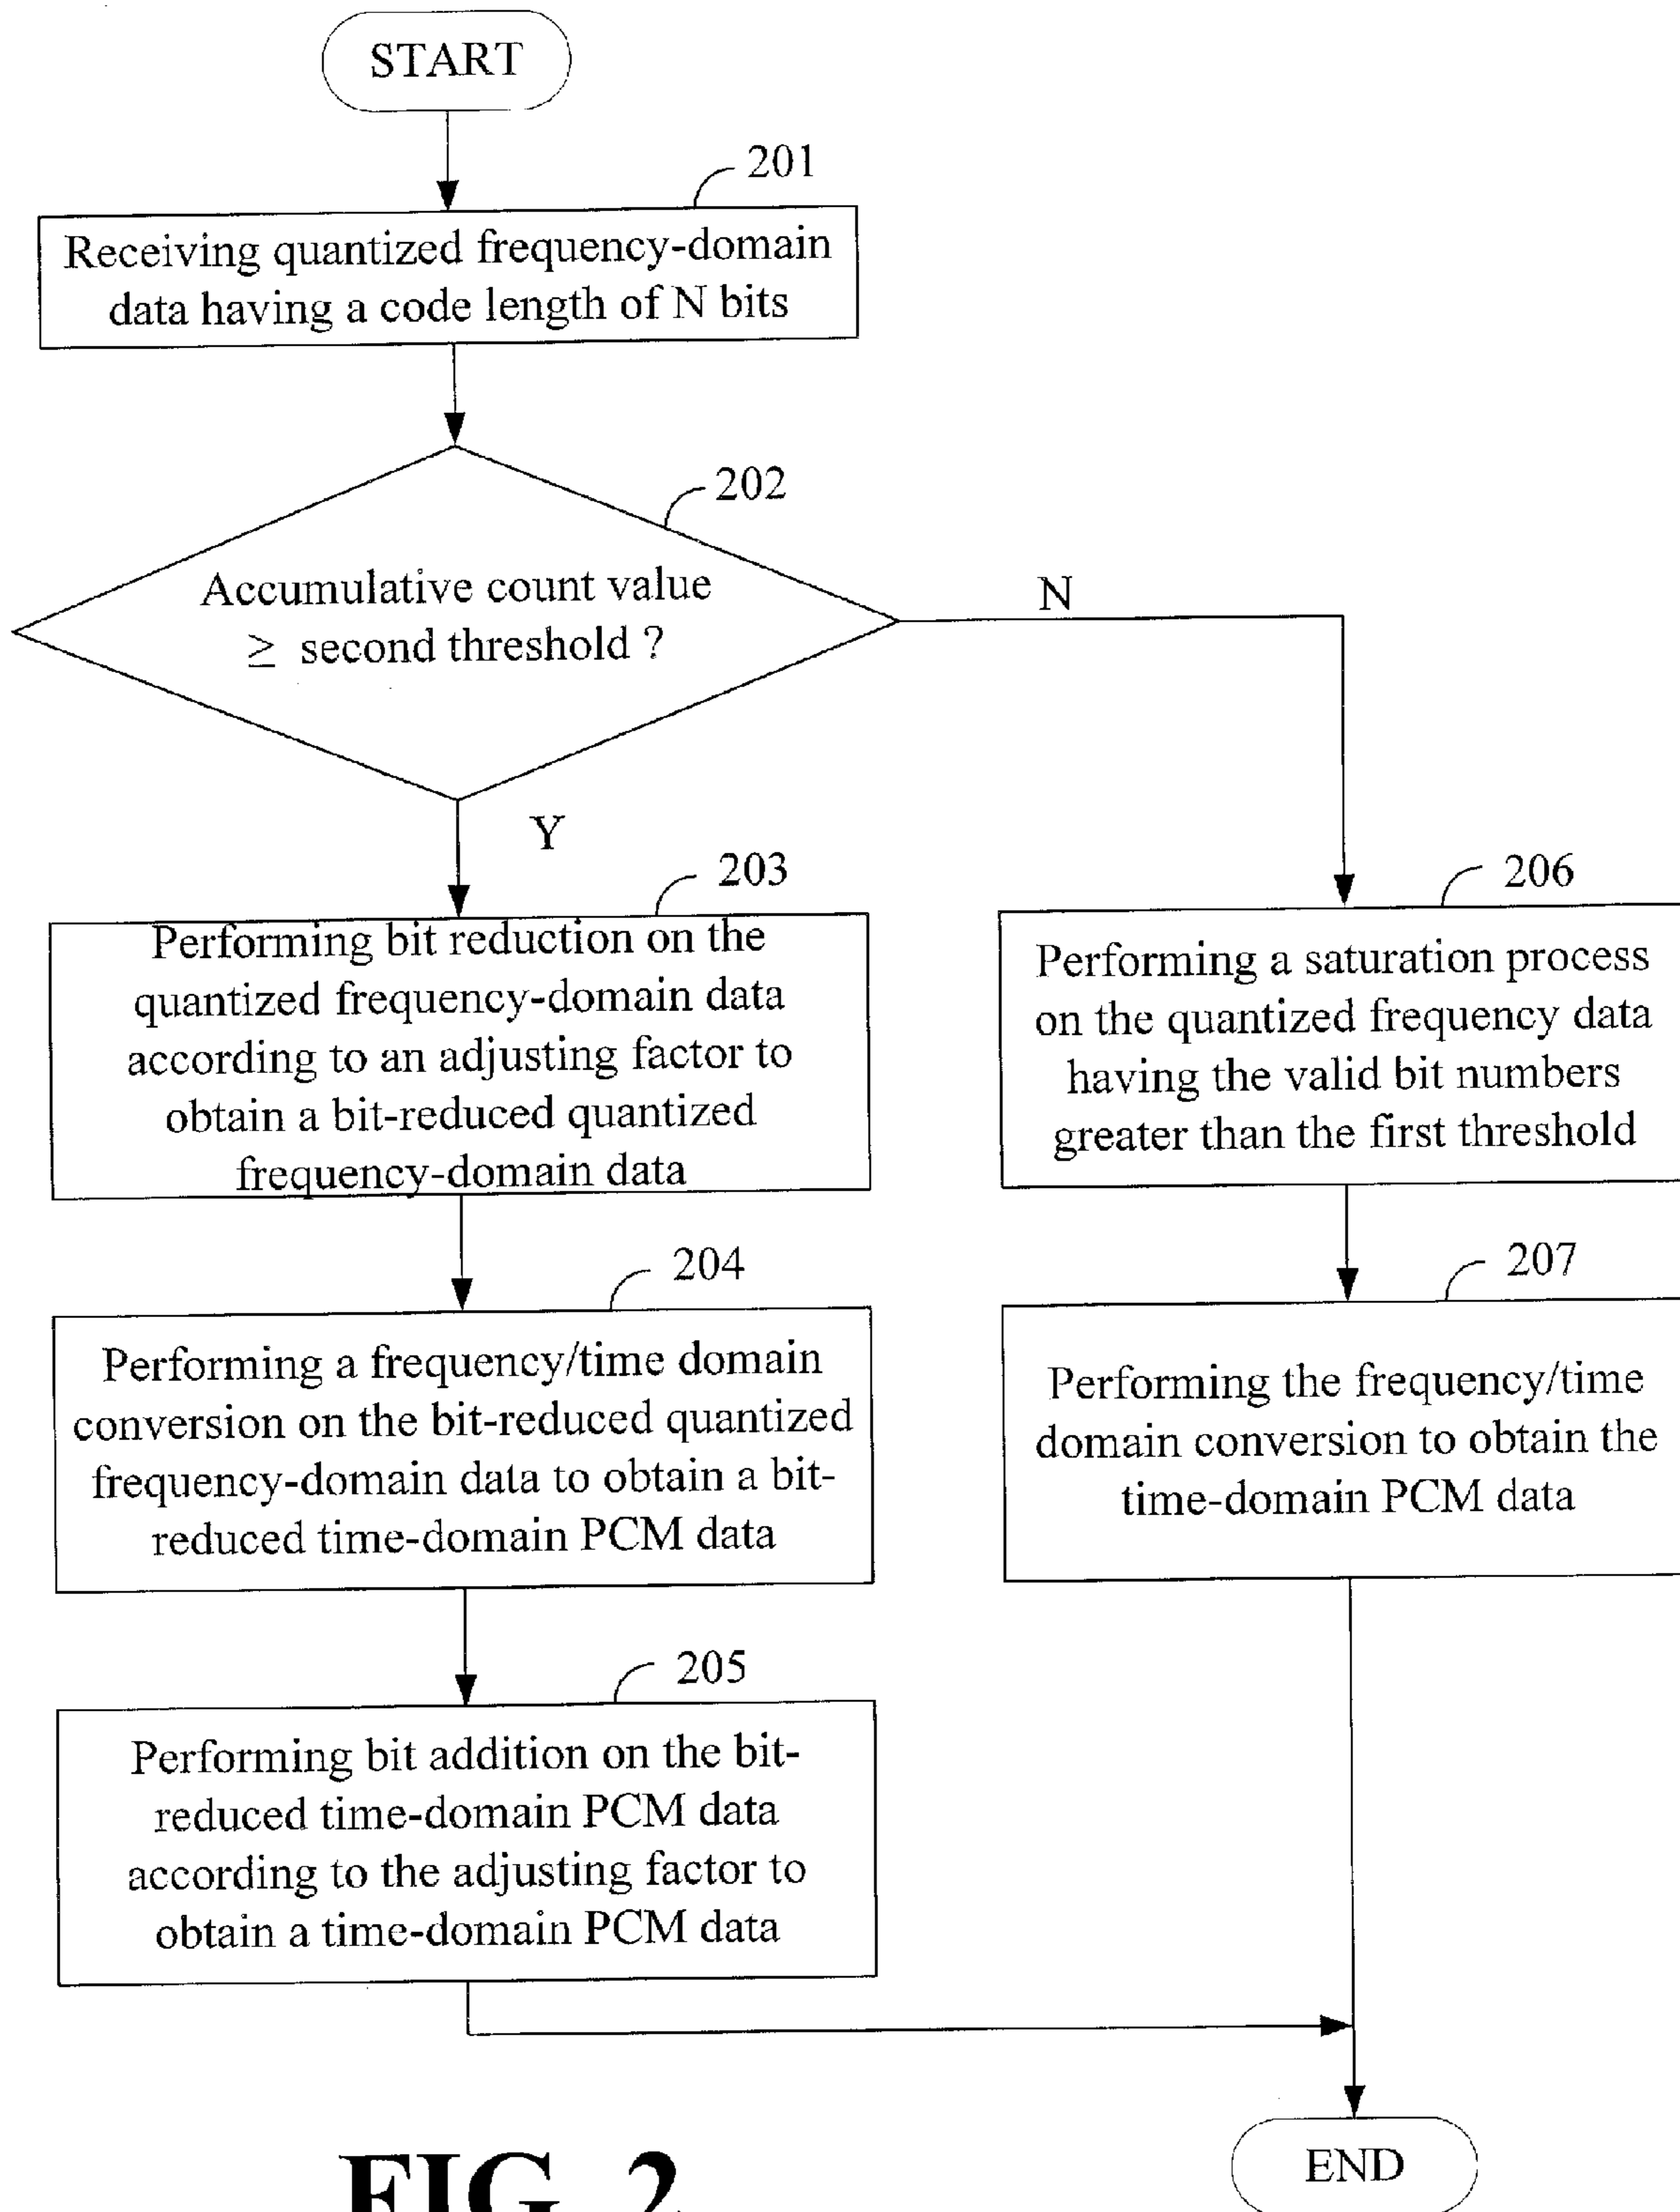 START
201
Receiving quantized frequency-domain
data having a code length of N bits
202
Accumulative count value
≥ second threshold ?
N
Y
203
Performing bit reduction on the
quantized frequency-domain data
according to an adjusting factor to
obtain a bit-reduced quantized
frequency-domain data
206
Performing a saturation process
on the quantized frequency data
having the valid bit numbers
greater than the first threshold
204
Performing a frequency/time domain
conversion on the bit-reduced quantized
frequency-domain data to obtain a bit-
reduced time-domain PCM data
207
Performing the frequency/time
domain conversion to obtain the
time-domain PCM data
205
Performing bit addition on the bit-
reduced time-domain PCM data
according to the adjusting factor to
obtain a time-domain PCM data
END
FIG. 2